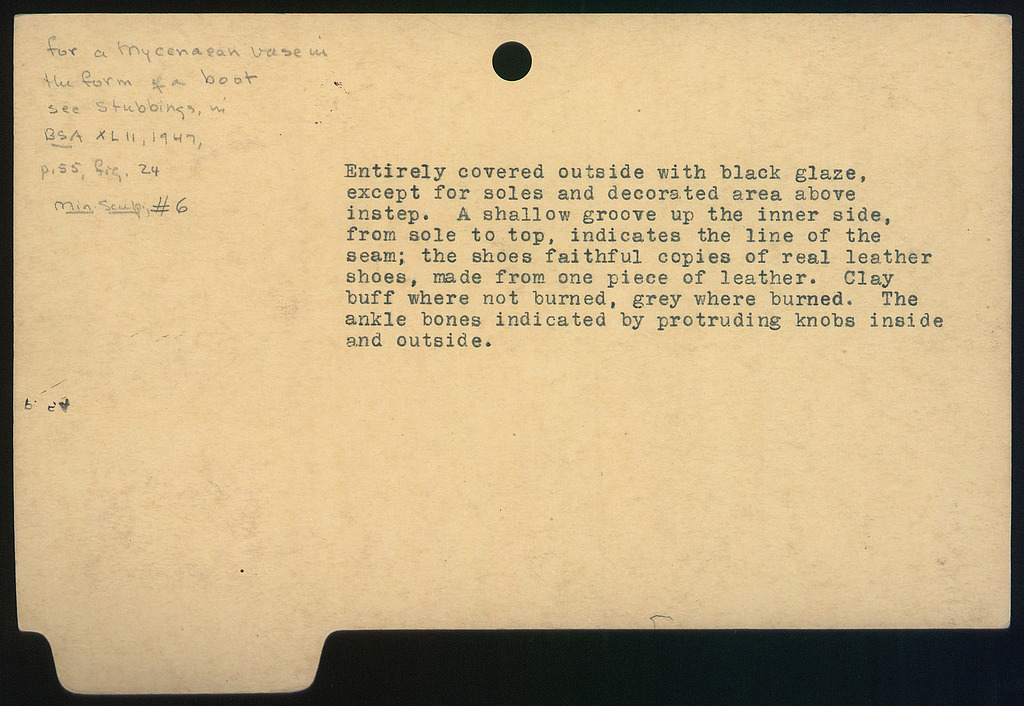 for a Mycenaean vase in
the form of a boot
see Stubbings, in
BSA XLII, 1947,
p. 55, fig. 24
Min. Sculp., #6
Entirely covered outside with black glaze,
except for soles and decorated area above
instep.  A shallow groove up the inner side,
from sole to top, indicates the line of the
seam; the shoes faithful copies of real leather
shoes, made from one piece of leather.  Clay
buff where not burned, grey where burned.  The
ankle bones indicated by protruding knobs inside
and outside.